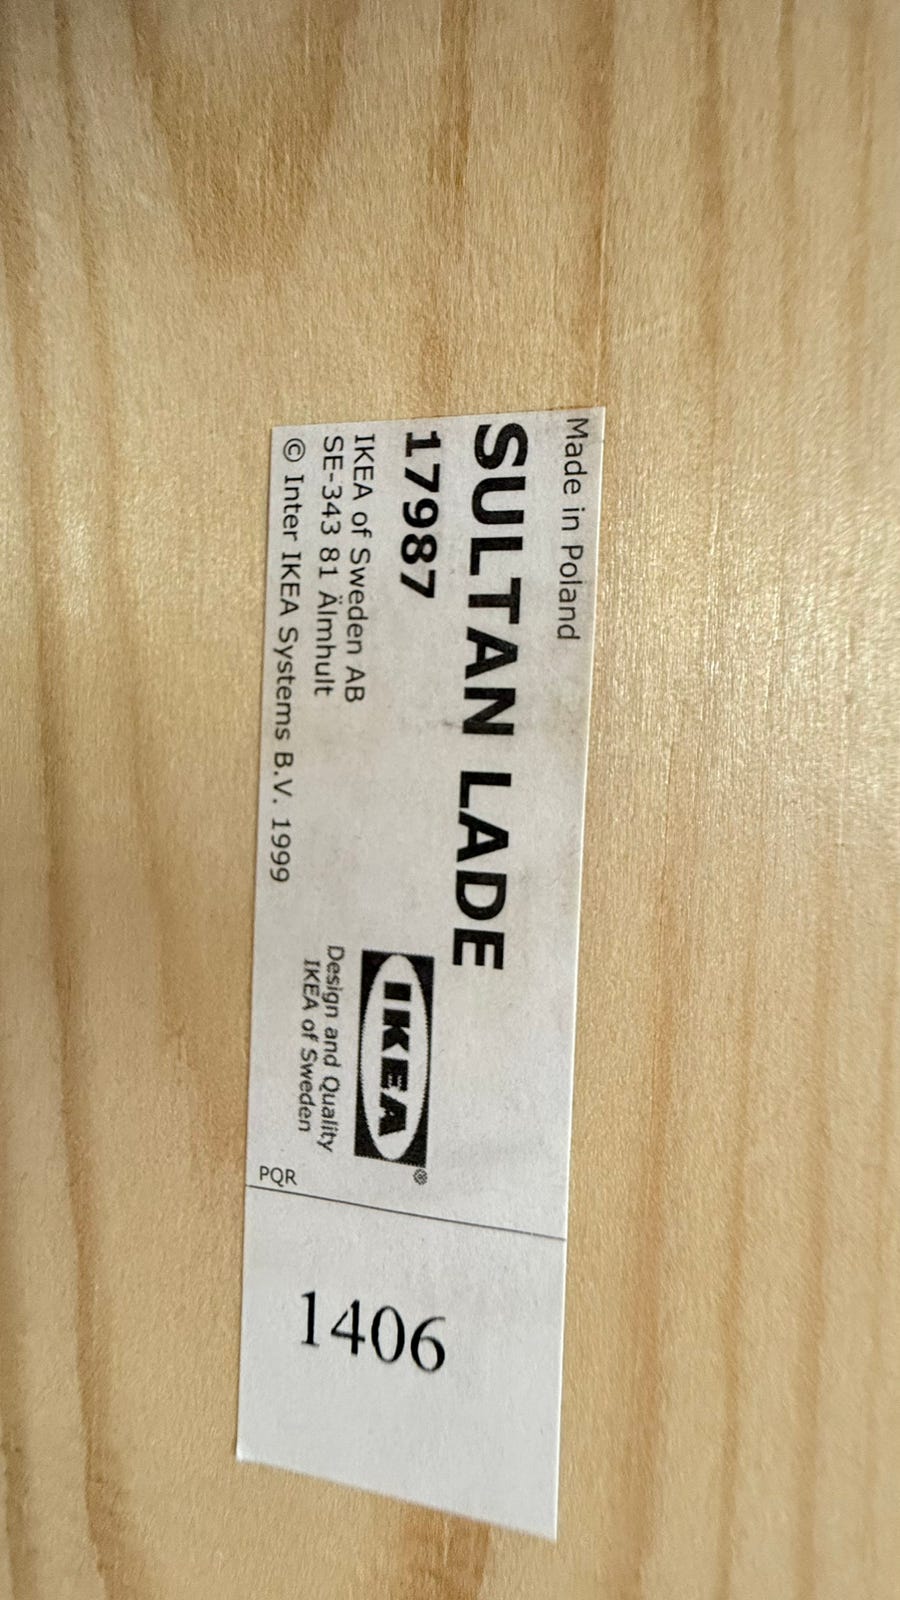 Made in Poland
SULTAN LADE
17987
IKEA of Sweden AB
SE-343 81 Älmhult
© Inter IKEA Systems B.V. 1999
IKEA®
Design and Quality
IKEA of Sweden
PQR
1406